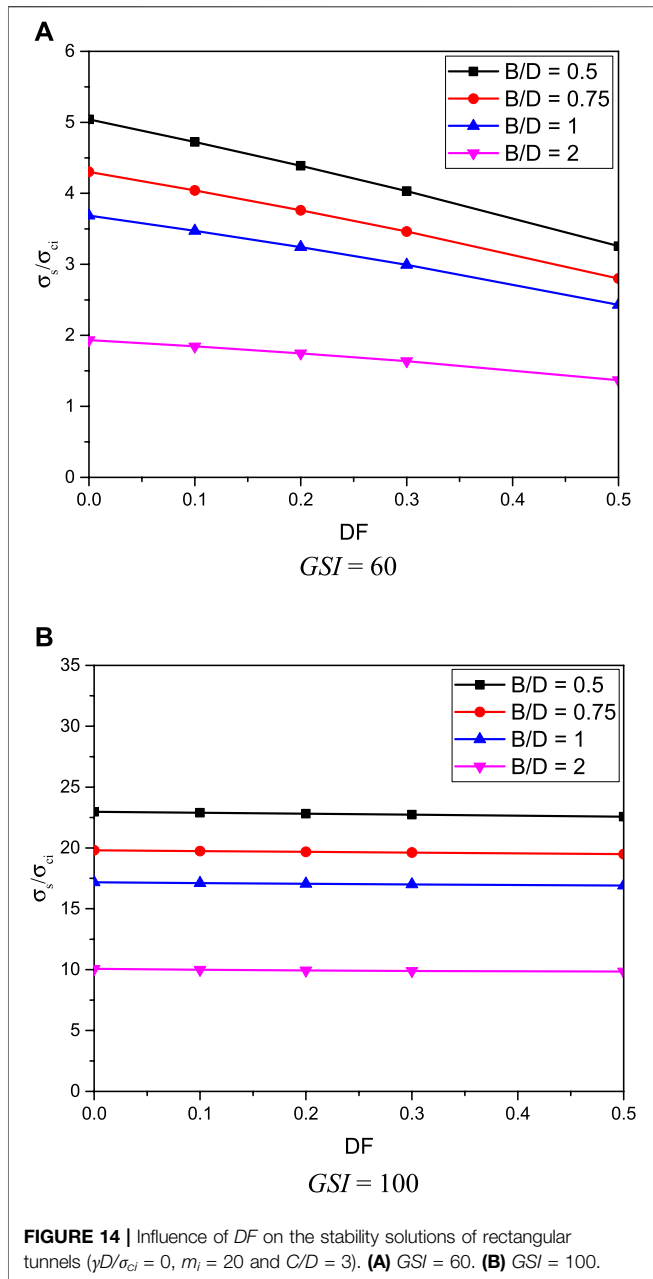 A
6
5
4
3
2
1
0
σs/σci
B/D = 0.5
B/D = 0.75
B/D = 1
B/D = 2
0.0 0.1 0.2 0.3 0.4 0.5
DF
GSI = 60
B
35
30
25
20
15
10
5
0
σs/σci
B/D = 0.5
B/D = 0.75
B/D = 1
B/D = 2
0.0 0.1 0.2 0.3 0.4 0.5
DF
GSI = 100
FIGURE 14 | Influence of DF on the stability solutions of rectangular
tunnels (γD/σci = 0, mi = 20 and C/D = 3). (A) GSI = 60. (B) GSI = 100.